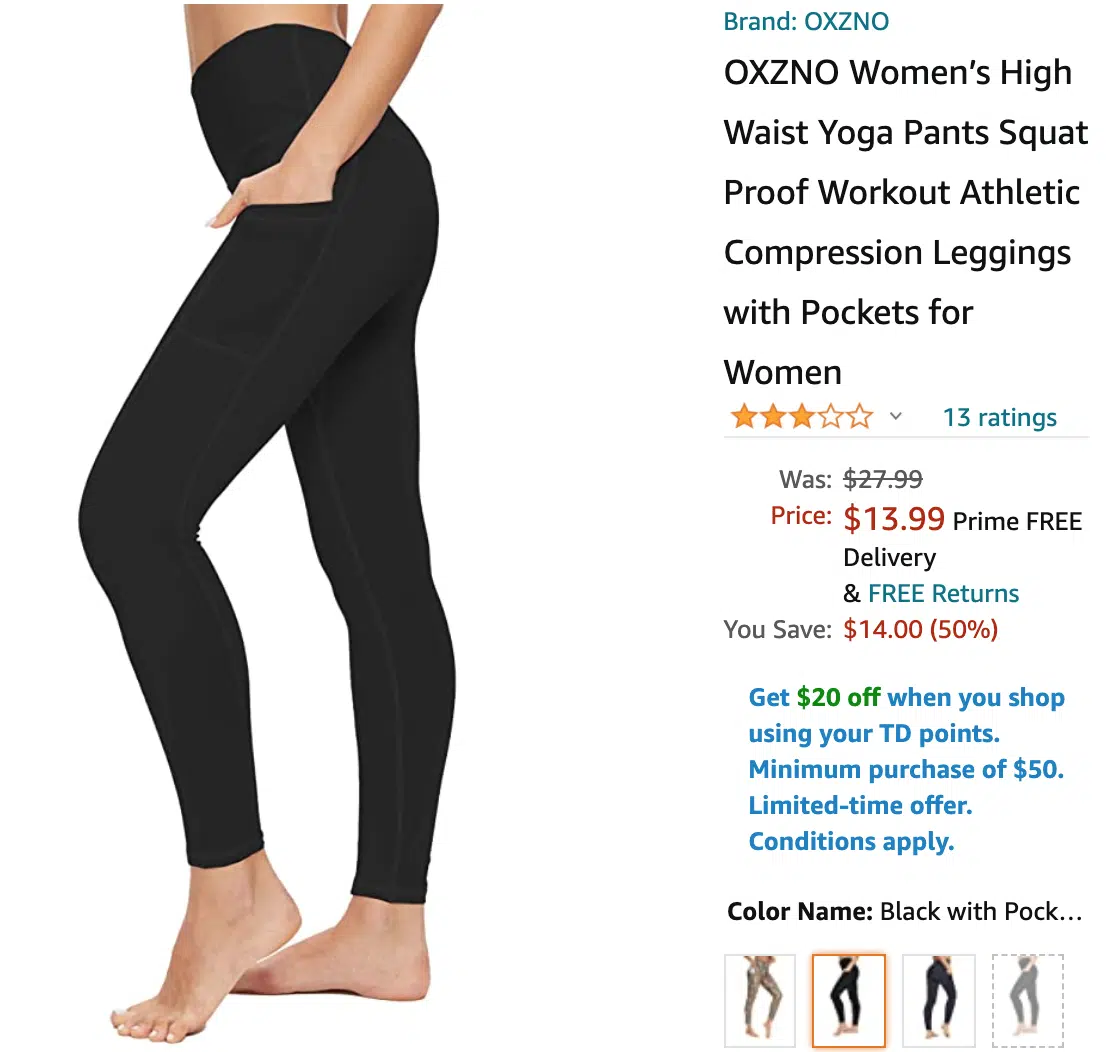 Brand: OXZNO
OXZNO Women’s High
Waist Yoga Pants Squat
Proof Workout Athletic
Compression Leggings
with Pockets for
Women
13 ratings
Was: $27.99
Price: $13.99 Prime FREE
Delivery
& FREE Returns
You Save: $14.00 (50%)
Get $20 off when you shop
using your TD points.
Minimum purchase of $50.
Limited-time offer.
Conditions apply.
Color Name: Black with Pock…